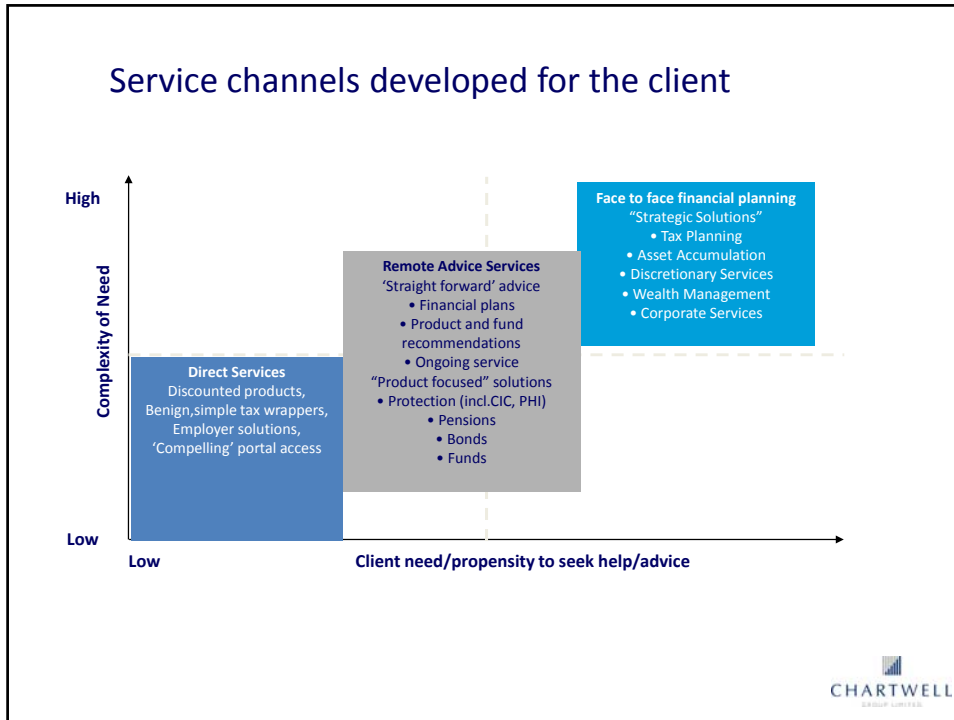 Service channels developed for the client
High
Complexity of Need
Low
Low
Client need/propensity to seek help/advice
Direct Services
Discounted products,
Benign,simple tax wrappers,
Employer solutions,
‘Compelling’ portal access
Remote Advice Services
‘Straight forward’ advice
• Financial plans
• Product and fund
recommendations
• Ongoing service
“Product focused” solutions
• Protection (incl.CIC, PHI)
• Pensions
• Bonds
• Funds
Face to face financial planning
“Strategic Solutions”
• Tax Planning
• Asset Accumulation
• Discretionary Services
• Wealth Management
• Corporate Services
CHARTWELL
GROUP LIMITED